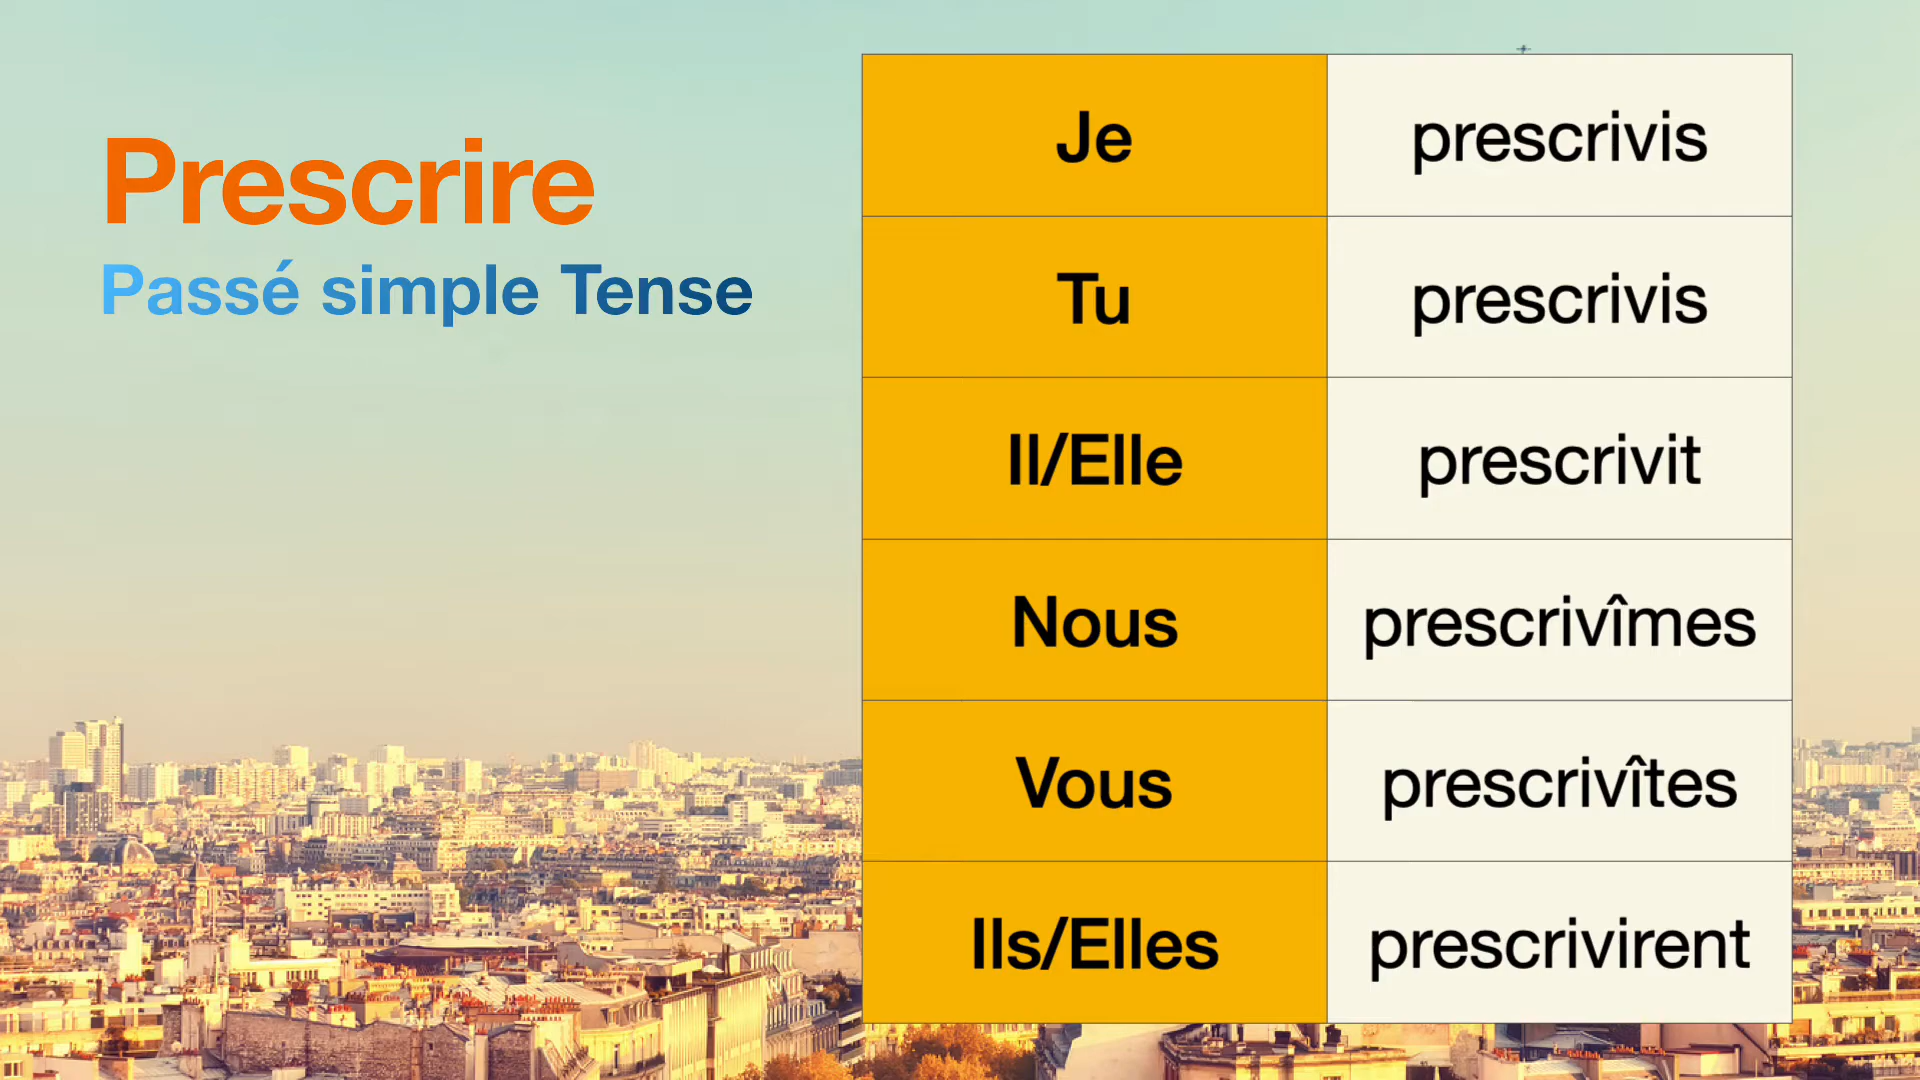 Prescrire
Passé simple Tense
Je prescrivis
Tu prescrivis
Il/Elle prescrivit
Nous prescrivîmes
Vous prescrivîtes
Ils/Elles prescrivirent